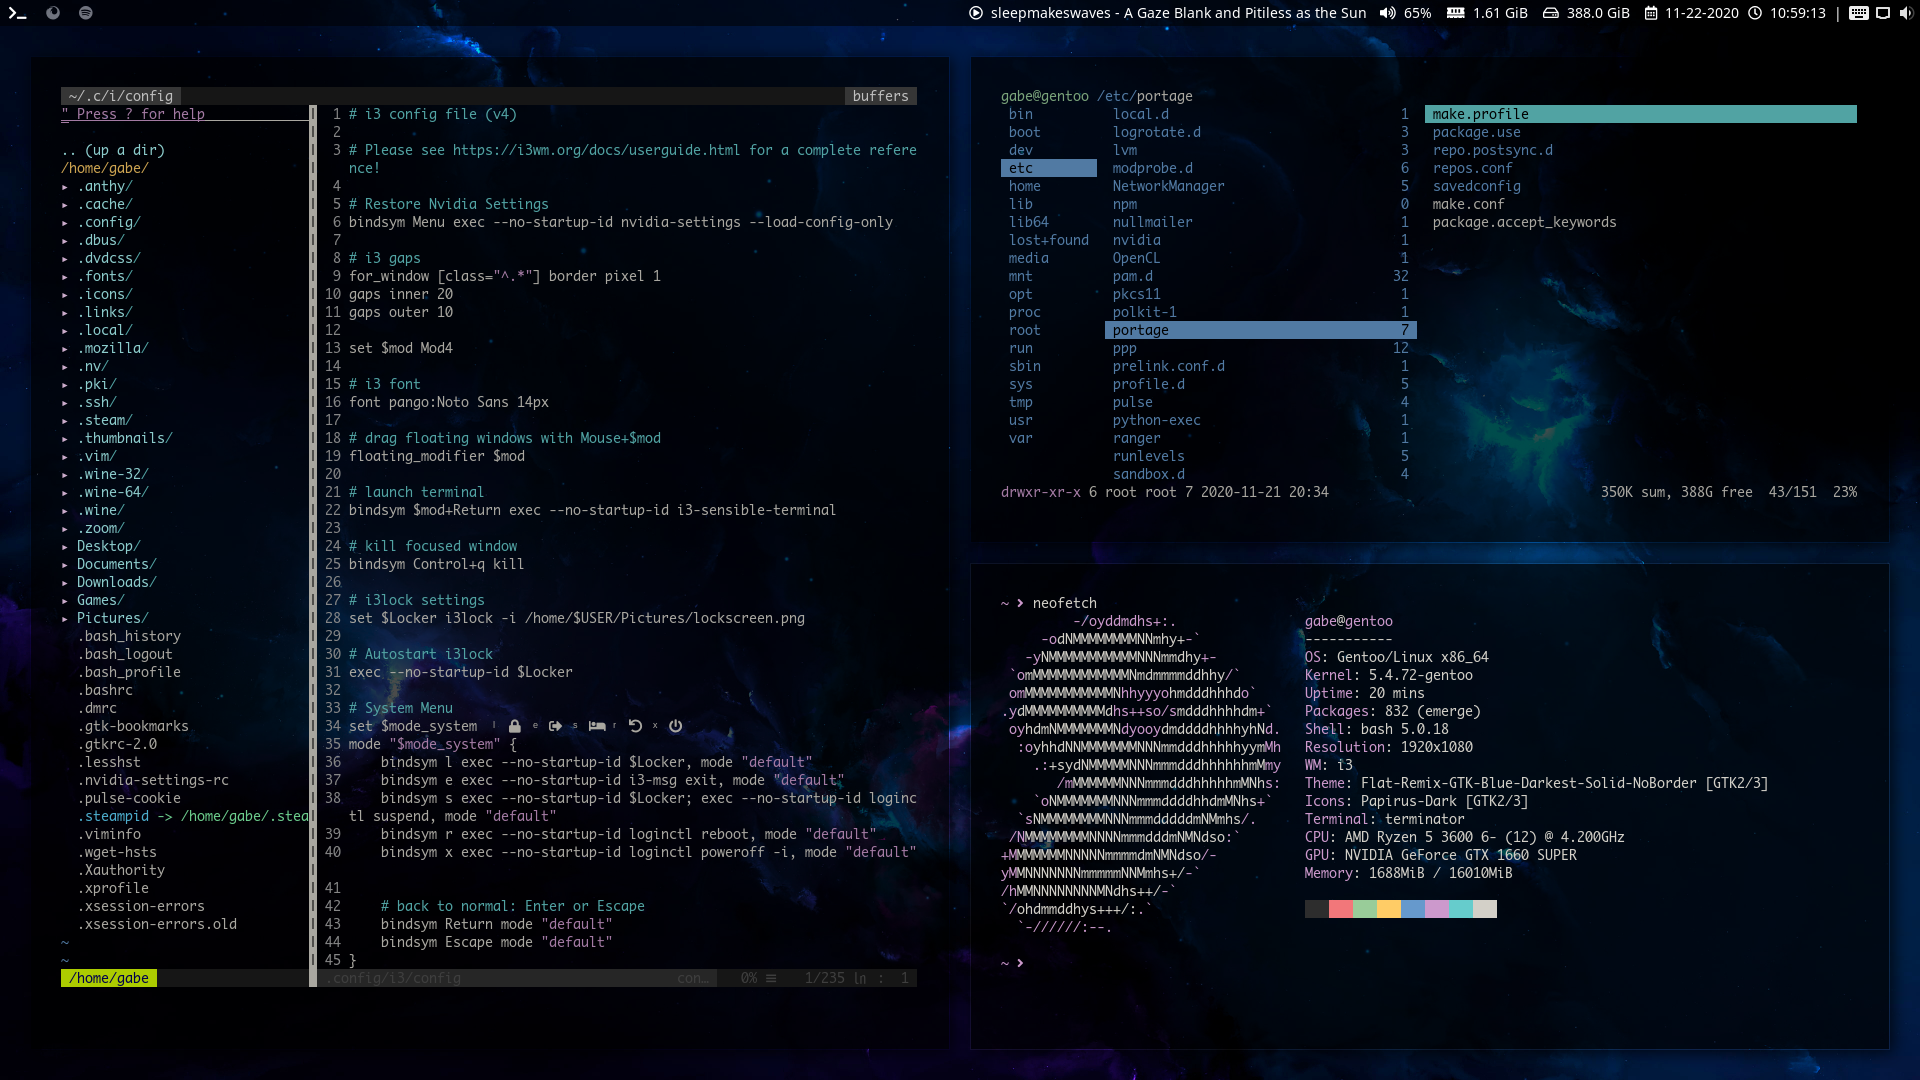 sleepmakeswaves - A Gaze Blank and Pitiless as the Sun 65% 1.61 GiB 388.0 GiB 11-22-2020 10:59:13 |
~/.c/i/config buffers
" Press ? for help
.. (up a dir)
/home/gabe/
▸ .anthy/
▸ .cache/
▸ .config/
▸ .dbus/
▸ .dvdcss/
▸ .fonts/
▸ .icons/
▸ .links/
▸ .local/
▸ .mozilla/
▸ .nv/
▸ .pki/
▸ .ssh/
▸ .steam/
▸ .thumbnails/
▸ .vim/
▸ .wine-32/
▸ .wine-64/
▸ .wine/
▸ .zoom/
▸ Desktop/
▸ Documents/
▸ Downloads/
▸ Games/
▸ Pictures/
.bash_history
.bash_logout
.bash_profile
.bashrc
.dmrc
.gtk-bookmarks
.gtkrc-2.0
.lesshst
.nvidia-settings-rc
.pulse-cookie
.steampid -> /home/gabe/.stea
.viminfo
.wget-hsts
.Xauthority
.xprofile
.xsession-errors
.xsession-errors.old
~
~
/home/gabe
1 # i3 config file (v4)
2
3 # Please see https://i3wm.org/docs/userguide.html for a complete refere
nce!
4
5 # Restore Nvidia Settings
6 bindsym Menu exec --no-startup-id nvidia-settings --load-config-only
7
8 # i3 gaps
9 for_window [class="^.*"] border pixel 1
10 gaps inner 20
11 gaps outer 10
12
13 set $mod Mod4
14
15 # i3 font
16 font pango:Noto Sans 14px
17
18 # drag floating windows with Mouse+$mod
19 floating_modifier $mod
20
21 # launch terminal
22 bindsym $mod+Return exec --no-startup-id i3-sensible-terminal
23
24 # kill focused window
25 bindsym Control+q kill
26
27 # i3lock settings
28 set $Locker i3lock -i /home/$USER/Pictures/lockscreen.png
29
30 # Autostart i3lock
31 exec --no-startup-id $Locker
32
33 # System Menu
34 set $mode_system l e s r x
35 mode "$mode_system" {
36 bindsym l exec --no-startup-id $Locker, mode "default"
37 bindsym e exec --no-startup-id i3-msg exit, mode "default"
38 bindsym s exec --no-startup-id $Locker; exec --no-startup-id loginc
tl suspend, mode "default"
39 bindsym r exec --no-startup-id loginctl reboot, mode "default"
40 bindsym x exec --no-startup-id loginctl poweroff -i, mode "default"
41
42 # back to normal: Enter or Escape
43 bindsym Return mode "default"
44 bindsym Escape mode "default"
45 }
.config/i3/config con… 0% ≡ 1/235 ln : 1
gabe@gentoo /etc/portage
bin local.d 1 make.profile
boot logrotate.d 3 package.use
dev lvm 3 repo.postsync.d
etc modprobe.d 6 repos.conf
home NetworkManager 5 savedconfig
lib npm 0 make.conf
lib64 nullmailer 1 package.accept_keywords
lost+found nvidia 1
media OpenCL 1
mnt pam.d 32
opt pkcs11 1
proc polkit-1 1
root portage 7
run ppp 12
sbin prelink.conf.d 1
sys profile.d 5
tmp pulse 4
usr python-exec 1
var ranger 1
runlevels 5
sandbox.d 4
drwxr-xr-x 6 root root 7 2020-11-21 20:34 350K sum, 388G free 43/151 23%
~ > neofetch
-/oyddmdhs+:. gabe@gentoo
-odNMMMMMMMMNNmhy+-` -----------
-yNMMMMMMMMMMMNNNmmdhy+- OS: Gentoo/Linux x86_64
`omMMMMMMMMMMMMNmdmmmmddhhy/` Kernel: 5.4.72-gentoo
omMMMMMMMMMMMNhhyyyohmdddhhhdo` Uptime: 20 mins
.ydMMMMMMMMMMdhs++so/smdddhhhhdm+` Packages: 832 (emerge)
oyhdmNMMMMMMMNdyooydmddddhhhhyhNd. Shell: bash 5.0.18
:oyhhdNNMMMMMMMNNNmmdddhhhhhyymMh Resolution: 1920x1080
.:+sydNMMMMMNNNmmmdddhhhhhhmMmy WM: i3
/mMMMMMMNNNmmmdddhhhhhmMNhs: Theme: Flat-Remix-GTK-Blue-Darkest-Solid-NoBorder [GTK2/3]
`oNMMMMMMMNNNmmmddddhhdmMNhs+` Icons: Papirus-Dark [GTK2/3]
`sNMMMMMMMMNNNmmmdddddmNMmhs/. Terminal: terminator
/NMMMMMMMMNNNNmmmdddmNMNdso:` CPU: AMD Ryzen 5 3600 6- (12) @ 4.200GHz
+MMMMMMMNNNNNmmmmdmNMNdso/- GPU: NVIDIA GeForce GTX 1660 SUPER
yMMNNNNNNNmmmmmNNMmhs+/-` Memory: 1688MiB / 16010MiB
/hMMNNNNNNNNMNdhs++/-`
`/ohdmmddhys+++/:.`
`-//////:--.
~ >